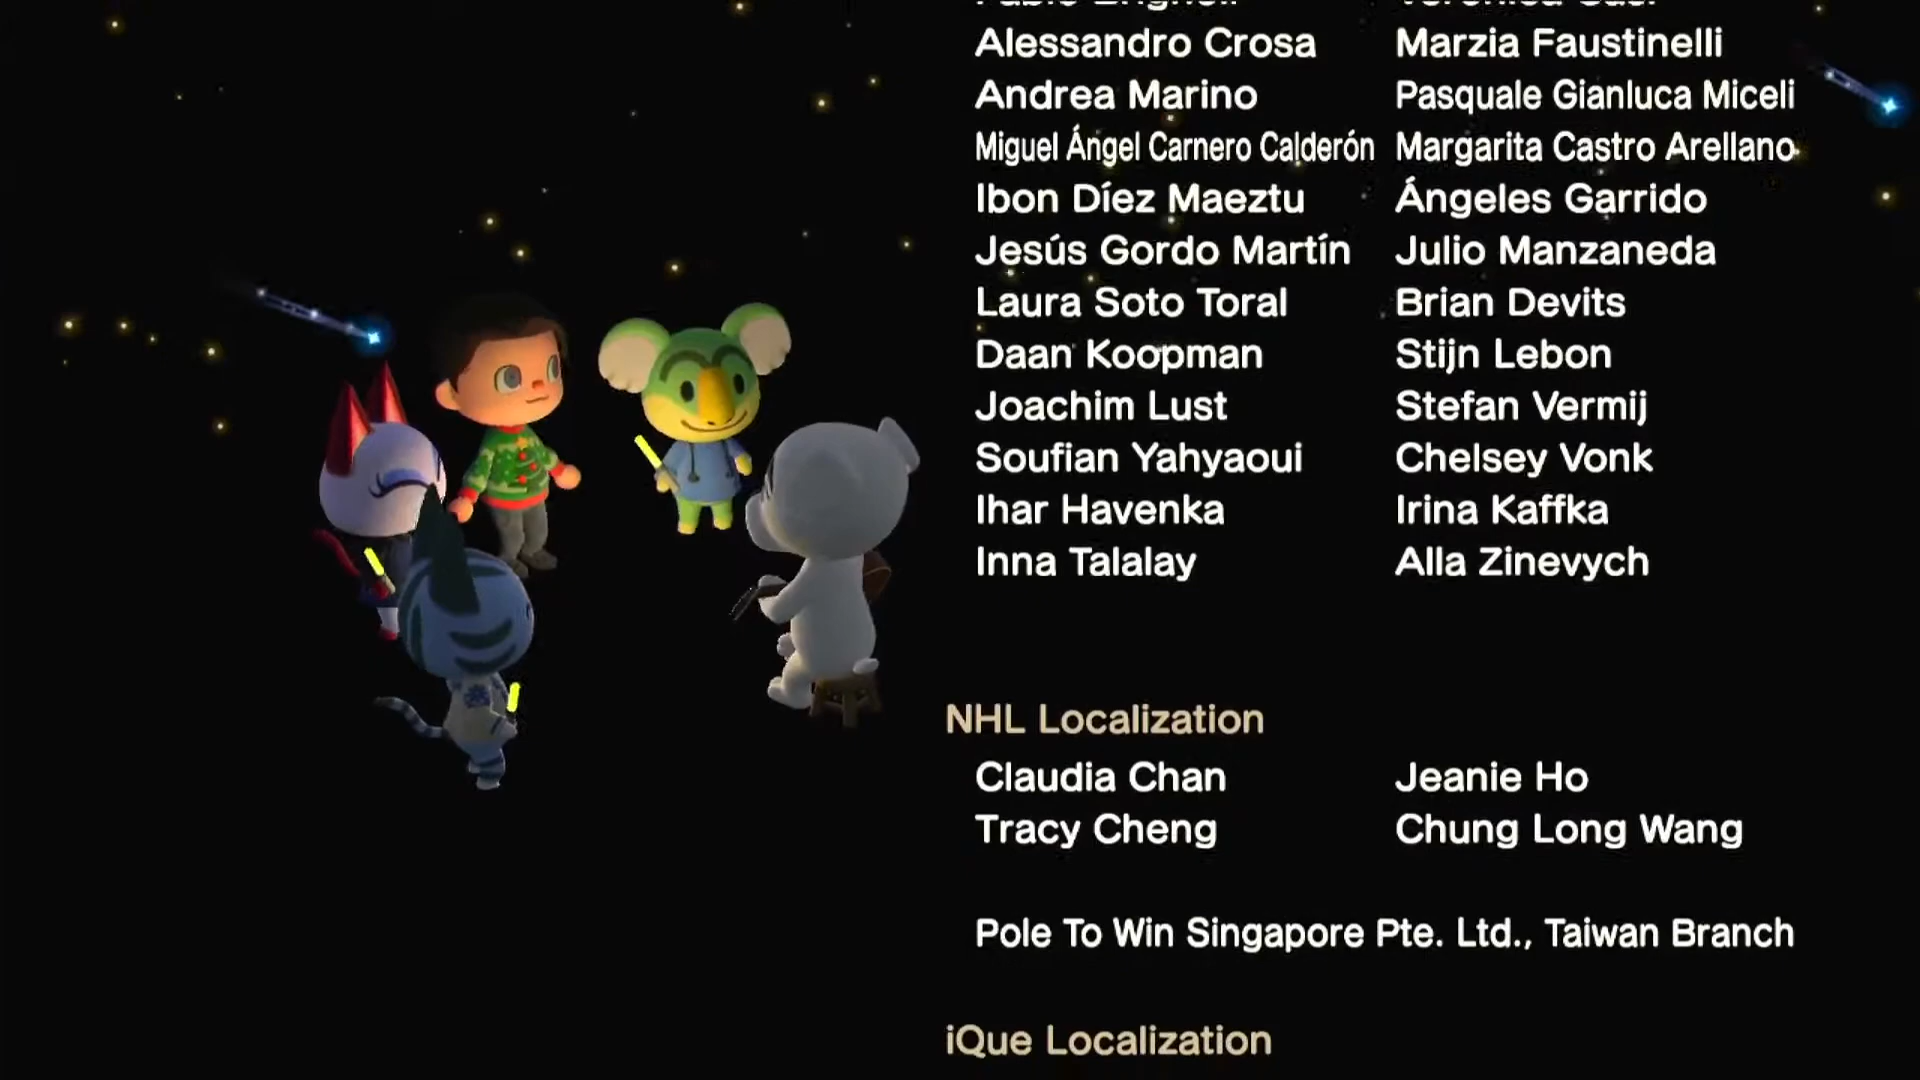 Alessandro Crosa Marzia Faustinelli
Andrea Marino Pasquale Gianluca Miceli
Miguel Ángel Carnero Calderón Margarita Castro Arellano
Ibon Díez Maeztu Ángeles Garrido
Jesús Gordo Martín Julio Manzaneda
Laura Soto Toral Brian Devits
Daan Koopman Stijn Lebon
Joachim Lust Stefan Vermij
Soufian Yahyaoui Chelsey Vonk
Ihar Havenka Irina Kaffka
Inna Talalay Alla Zinevych
NHL Localization
Claudia Chan Jeanie Ho
Tracy Cheng Chung Long Wang
Pole To Win Singapore Pte. Ltd., Taiwan Branch
iQue Localization